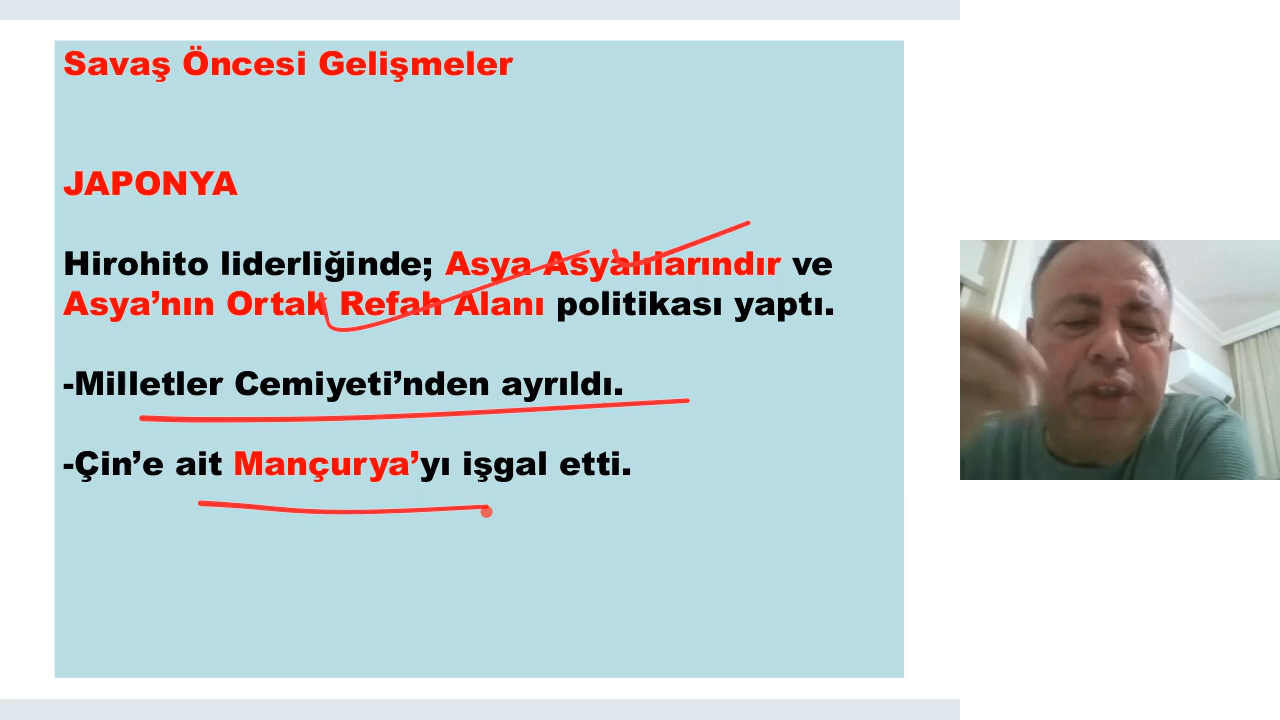 Savaş Öncesi Gelişmeler
JAPONYA
Hirohito liderliğinde; Asya Asyalılarındır ve
Asya’nın Ortak Refah Alanı politikası yaptı.
-Milletler Cemiyeti’nden ayrıldı.
-Çin’e ait Mançurya’yı işgal etti.